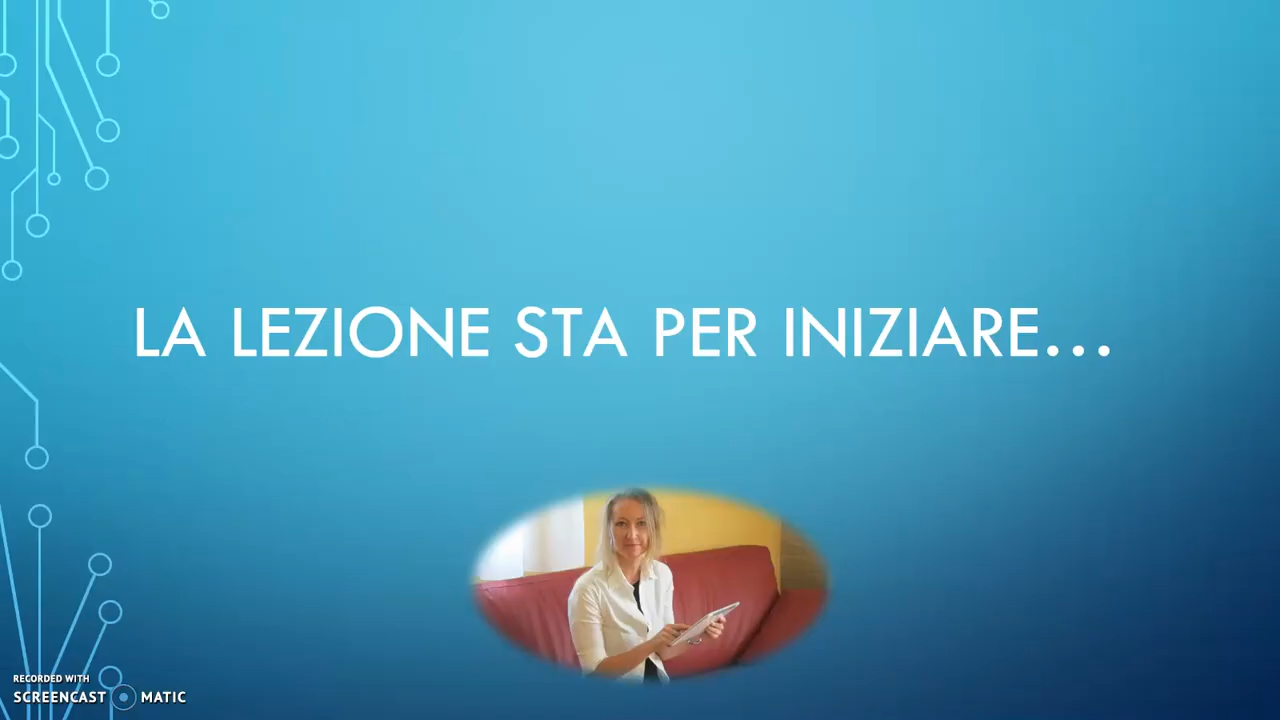 LA LEZIONE STA PER INIZIARE...
RECORDED WITH
SCREENCAST MATIC